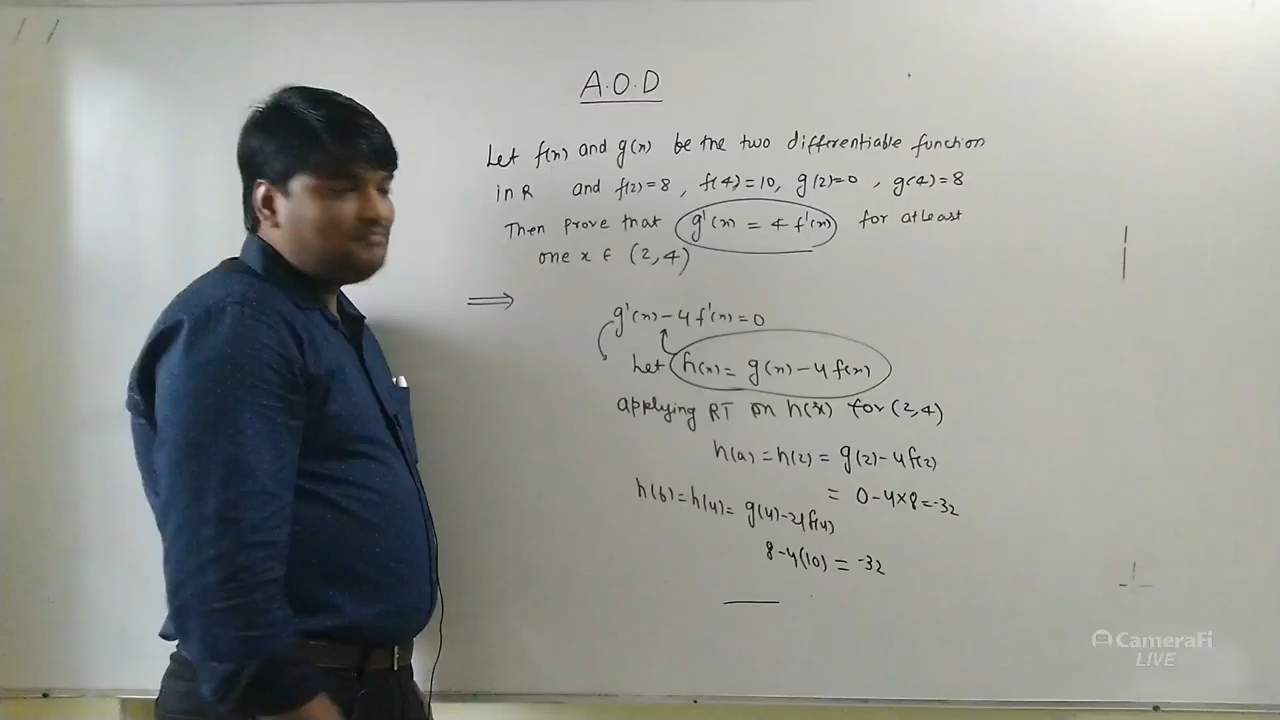 A.O.D
Let f(x) and g(x) be the two differentiable function
in R and f(2)=8, f(4)=10, g(2)=0, g(4)=8
Then prove that g'(x) = 4 f'(x) for atleast
one x ∈ (2,4)
⟹
g'(x) - 4 f'(x) = 0
Let h(x) = g(x) - 4 f(x)
applying RT on h(x) for (2,4)
h(a) = h(2) = g(2) - 4f(2)
= 0 - 4×8 = -32
h(b) = h(4) = g(4) - 4f(4)
8 - 4(10) = -32
CameraFi
LIVE